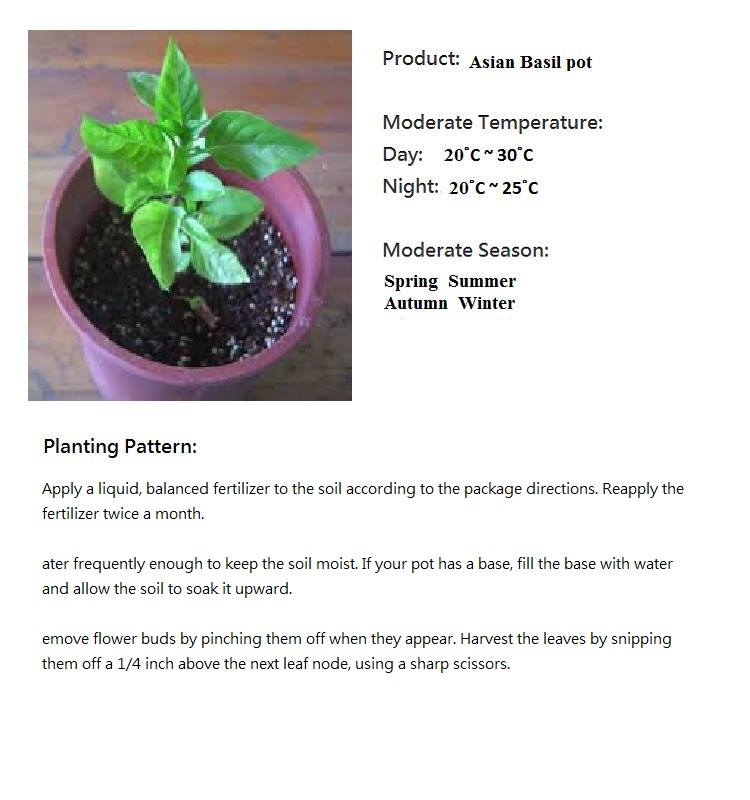 Product: Asian Basil pot
Moderate Temperature:
Day: 20°C ~ 30°C
Night: 20°C ~ 25°C
Moderate Season:
Spring Summer
Autumn Winter
Planting Pattern:
Apply a liquid, balanced fertilizer to the soil according to the package directions. Reapply the
fertilizer twice a month.
ater frequently enough to keep the soil moist. If your pot has a base, fill the base with water
and allow the soil to soak it upward.
emove flower buds by pinching them off when they appear. Harvest the leaves by snipping
them off a 1/4 inch above the next leaf node, using a sharp scissors.